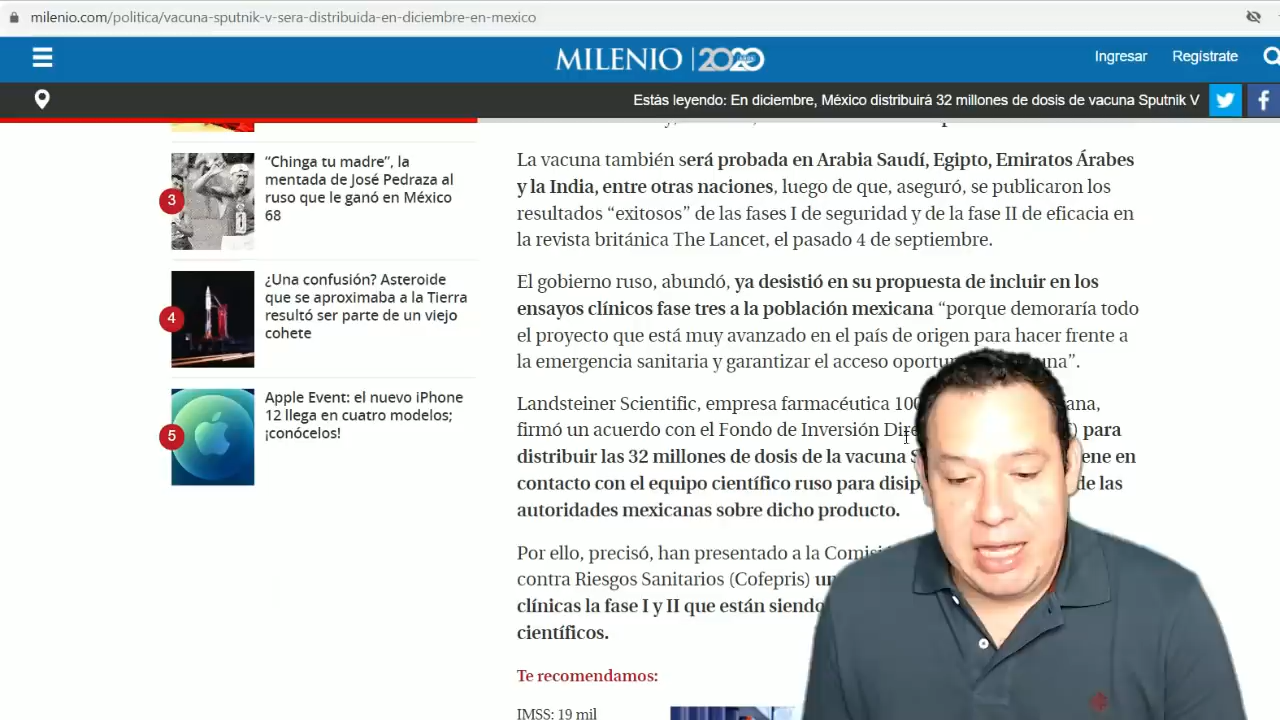 milenio.com/politica/vacuna-sputnik-v-sera-distribuida-en-diciembre-en-mexico
MILENIO 2020
Ingresar
Regístrate
Estás leyendo: En diciembre, México distribuirá 32 millones de dosis de vacuna Sputnik V
3
“Chinga tu madre”, la
mentada de José Pedraza al
ruso que le ganó en México
68
4
¿Una confusión? Asteroide
que se aproximaba a la Tierra
resultó ser parte de un viejo
cohete
5
Apple Event: el nuevo iPhone
12 llega en cuatro modelos;
¡conócelos!
La vacuna también será probada en Arabia Saudí, Egipto, Emiratos Árabes
y la India, entre otras naciones, luego de que, aseguró, se publicaron los
resultados “exitosos” de las fases I de seguridad y de la fase II de eficacia en
la revista británica The Lancet, el pasado 4 de septiembre.
El gobierno ruso, abundó, ya desistió en su propuesta de incluir en los
ensayos clínicos fase tres a la población mexicana “porque demoraría todo
el proyecto que está muy avanzado en el país de origen para hacer frente a
la emergencia sanitaria y garantizar el acceso
Landsteiner Scientific, empresa farmacéutica
firmó un acuerdo con el Fondo de Inversión para
distribuir las 32 millones de dosis de la vacuna en
contacto con el equipo científico ruso para de las
autoridades mexicanas sobre dicho producto.
Por ello, precisó, han presentado a la
contra Riesgos Sanitarios (Cofepris)
clínicas la fase I y II que están siendo
científicos.
Te recomendamos:
IMSS: 19 mil